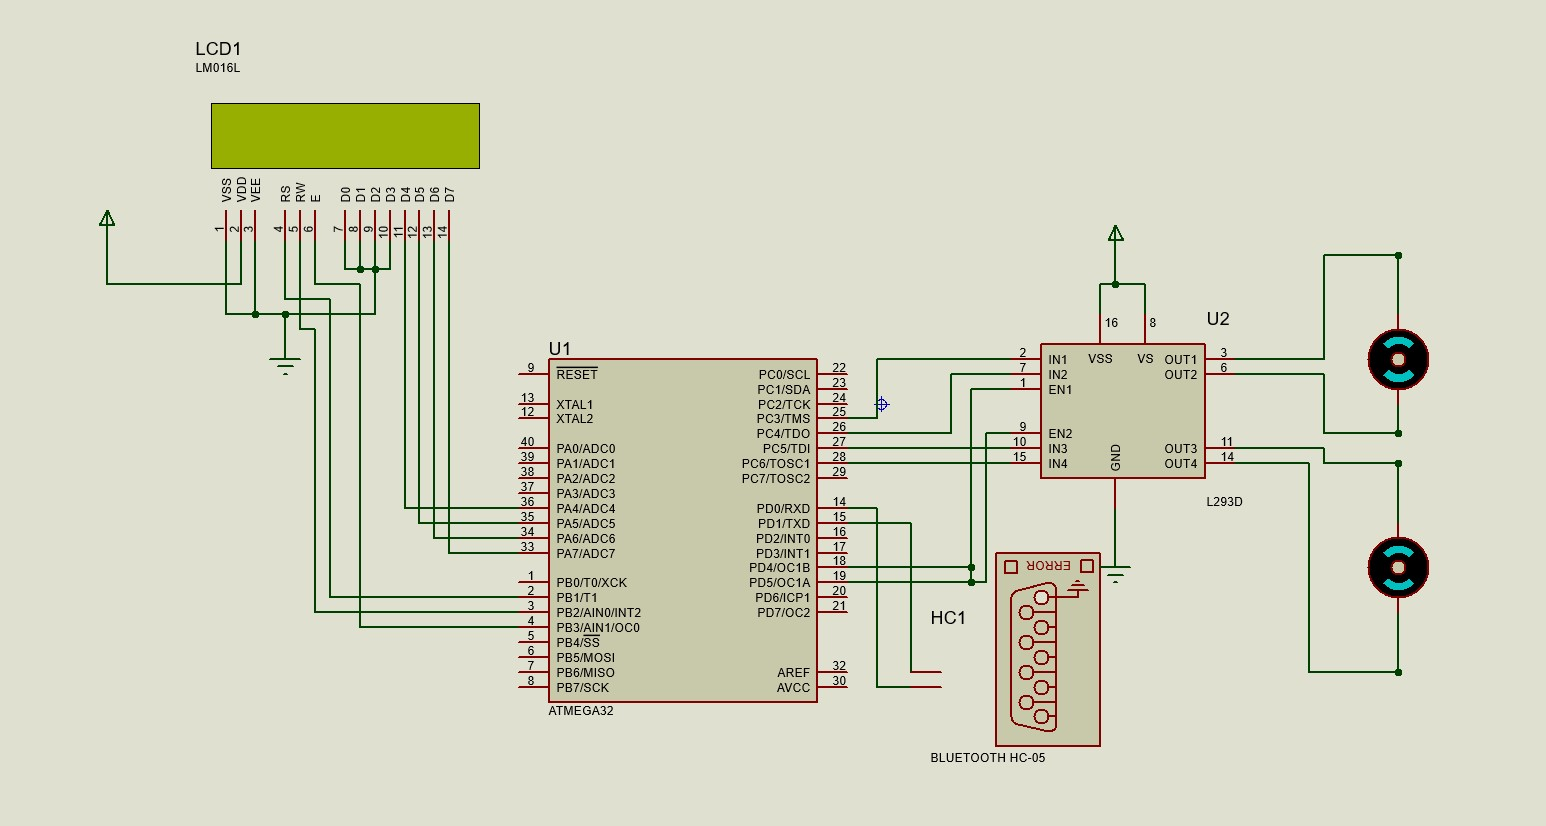 LCD1
LM016L
VSS
VDD
VEE
RS
RW
E
D0
D1
D2
D3
D4
D5
D6
D7
1
2
3
4
5
6
7
8
9
10
11
12
13
14
U1
9 RESET
13 XTAL1
12 XTAL2
40 PA0/ADC0
39 PA1/ADC1
38 PA2/ADC2
37 PA3/ADC3
36 PA4/ADC4
35 PA5/ADC5
34 PA6/ADC6
33 PA7/ADC7
1 PB0/T0/XCK
2 PB1/T1
3 PB2/AIN0/INT2
4 PB3/AIN1/OC0
5 PB4/SS
6 PB5/MOSI
7 PB6/MISO
8 PB7/SCK
PC0/SCL 22
PC1/SDA 23
PC2/TCK 24
PC3/TMS 25
PC4/TDO 26
PC5/TDI 27
PC6/TOSC1 28
PC7/TOSC2 29
PD0/RXD 14
PD1/TXD 15
PD2/INT0 16
PD3/INT1 17
PD4/OC1B 18
PD5/OC1A 19
PD6/ICP1 20
PD7/OC2 21
AREF 32
AVCC 30
ATMEGA32
U2
16 8
VSS VS
2 IN1
7 IN2
1 EN1
9 EN2
10 IN3
15 IN4
OUT1 3
OUT2 6
OUT3 11
OUT4 14
GND
L293D
HC1
ERROR
BLUETOOTH HC-05